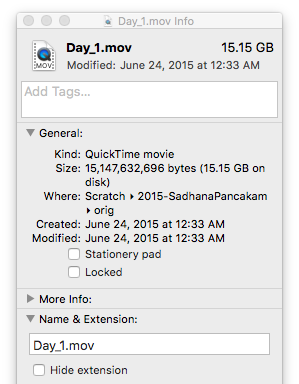 Day_1.mov Info
MOV
Day_1.mov 15.15 GB
Modified: June 24, 2015 at 12:33 AM
Add Tags...
General:
Kind: QuickTime movie
Size: 15,147,632,696 bytes (15.15 GB on
disk)
Where: Scratch ▸ 2015-SadhanaPancakam
▸ orig
Created: June 24, 2015 at 12:33 AM
Modified: June 24, 2015 at 12:33 AM
Stationery pad
Locked
More Info:
Name & Extension:
Day_1.mov
Hide extension